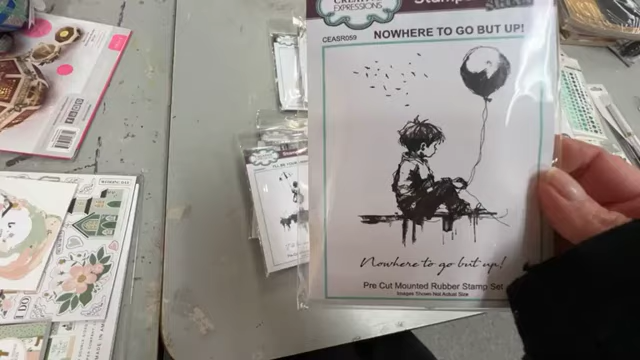 EXPRESSIONS
Stamps
CEASR059 NOWHERE TO GO BUT UP!
Nowhere to go but up!
Pre Cut Mounted Rubber Stamp Set
Images Shown Not Actual Size